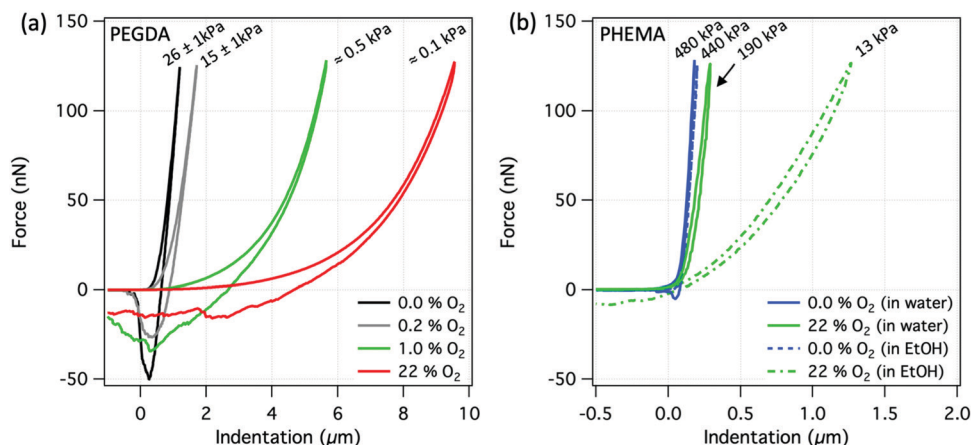 (a)
PEGDA
26 ± 1kPa
15 ± 1kPa
≈ 0.5 kPa
≈ 0.1 kPa
150
100
50
0
-50
Force (nN)
0.0 % O₂
0.2 % O₂
1.0 % O₂
22 % O₂
0
2
4
6
8
10
Indentation (µm)
(b)
PHEMA
480 kPa
440 kPa
190 kPa
13 kPa
150
100
50
0
-50
Force (nN)
0.0 % O₂ (in water)
22 % O₂ (in water)
0.0 % O₂ (in EtOH)
22 % O₂ (in EtOH)
-0.5
0.0
0.5
1.0
1.5
2.0
Indentation (µm)